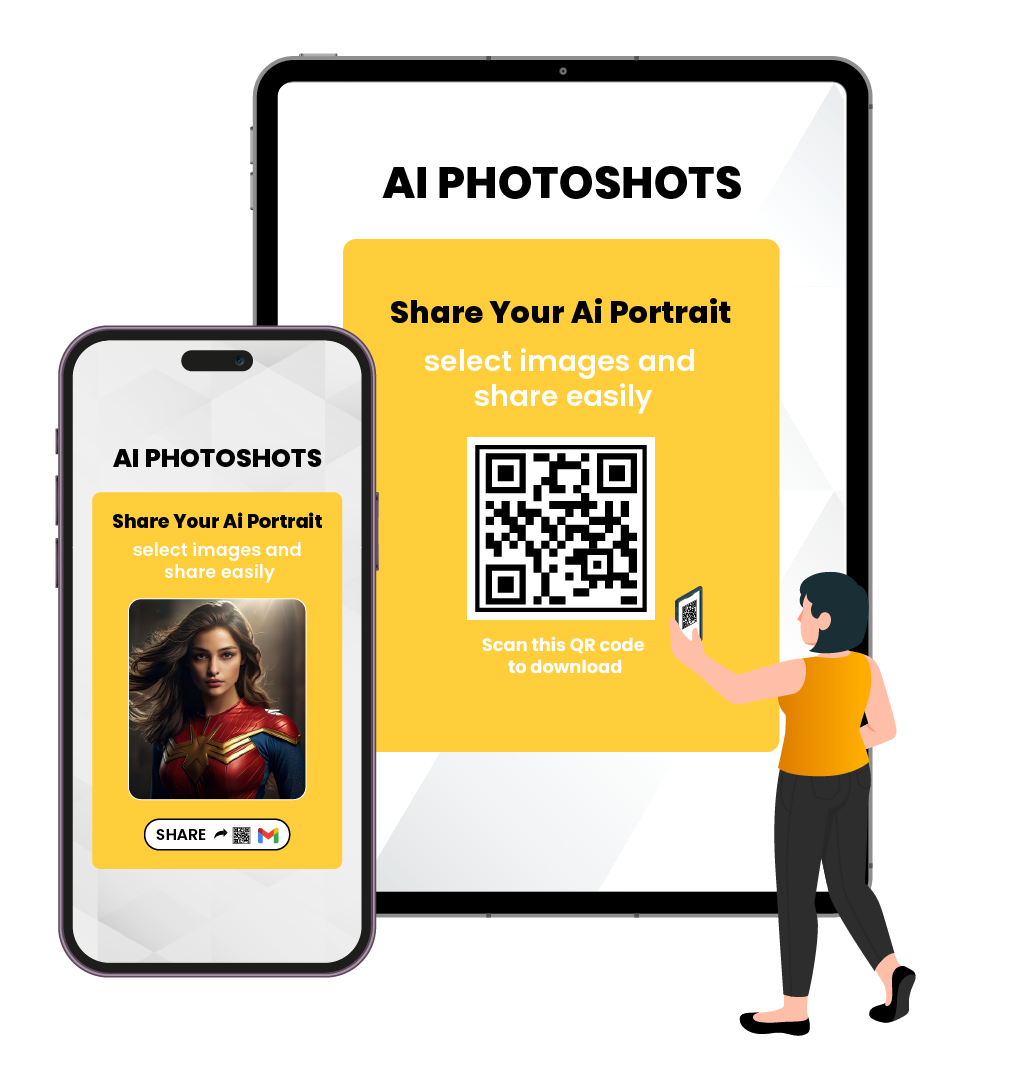 AI PHOTOSHOTS
Share Your Ai Portrait
select images and
share easily
Scan this QR code
to download
AI PHOTOSHOTS
Share Your Ai Portrait
select images and
share easily
SHARE